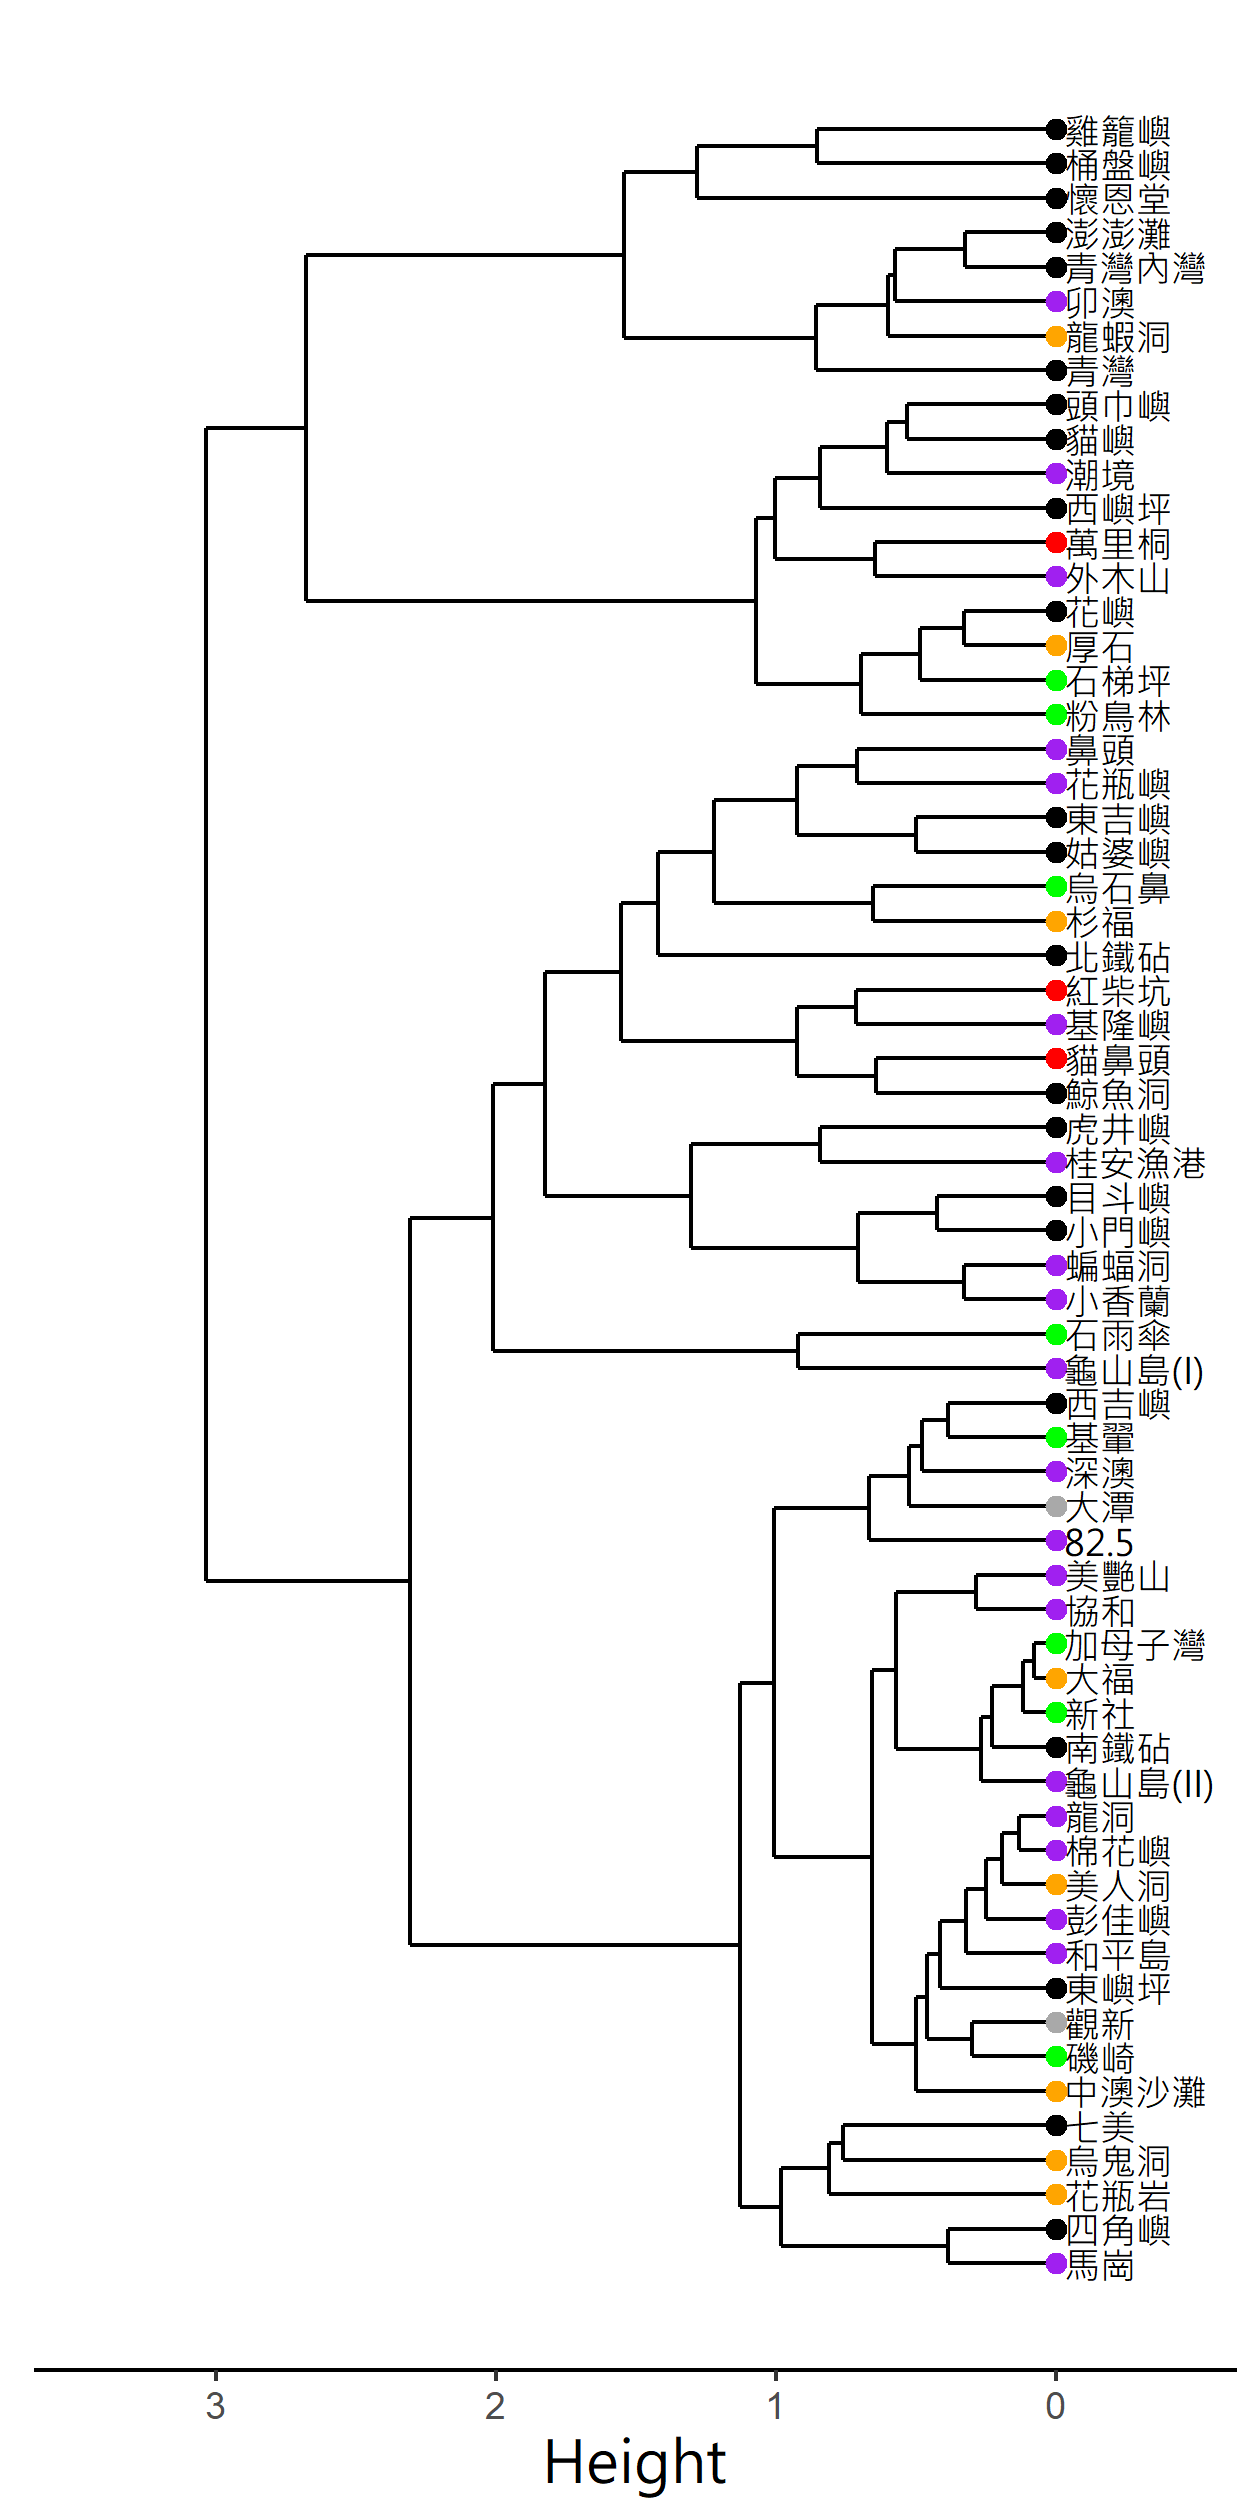 雞籠嶼
桶盤嶼
懷恩堂
澎澎灘
青灣內灣
卯澳
龍蝦洞
青灣
頭巾嶼
貓嶼
潮境
西嶼坪
萬里桐
外木山
花嶼
厚石
石梯坪
粉鳥林
鼻頭
花瓶嶼
東吉嶼
姑婆嶼
烏石鼻
杉福
北鐵砧
紅柴坑
基隆嶼
貓鼻頭
鯨魚洞
虎井嶼
桂安漁港
目斗嶼
小門嶼
蝙蝠洞
小香蘭
石雨傘
龜山島(I)
西吉嶼
基翬
深澳
大潭
82.5
美艷山
協和
加母子灣
大福
新社
南鐵砧
龜山島(II)
龍洞
棉花嶼
美人洞
彭佳嶼
和平島
東嶼坪
觀新
磯崎
中澳沙灘
七美
烏鬼洞
花瓶岩
四角嶼
馬崗
3 2 1 0
Height